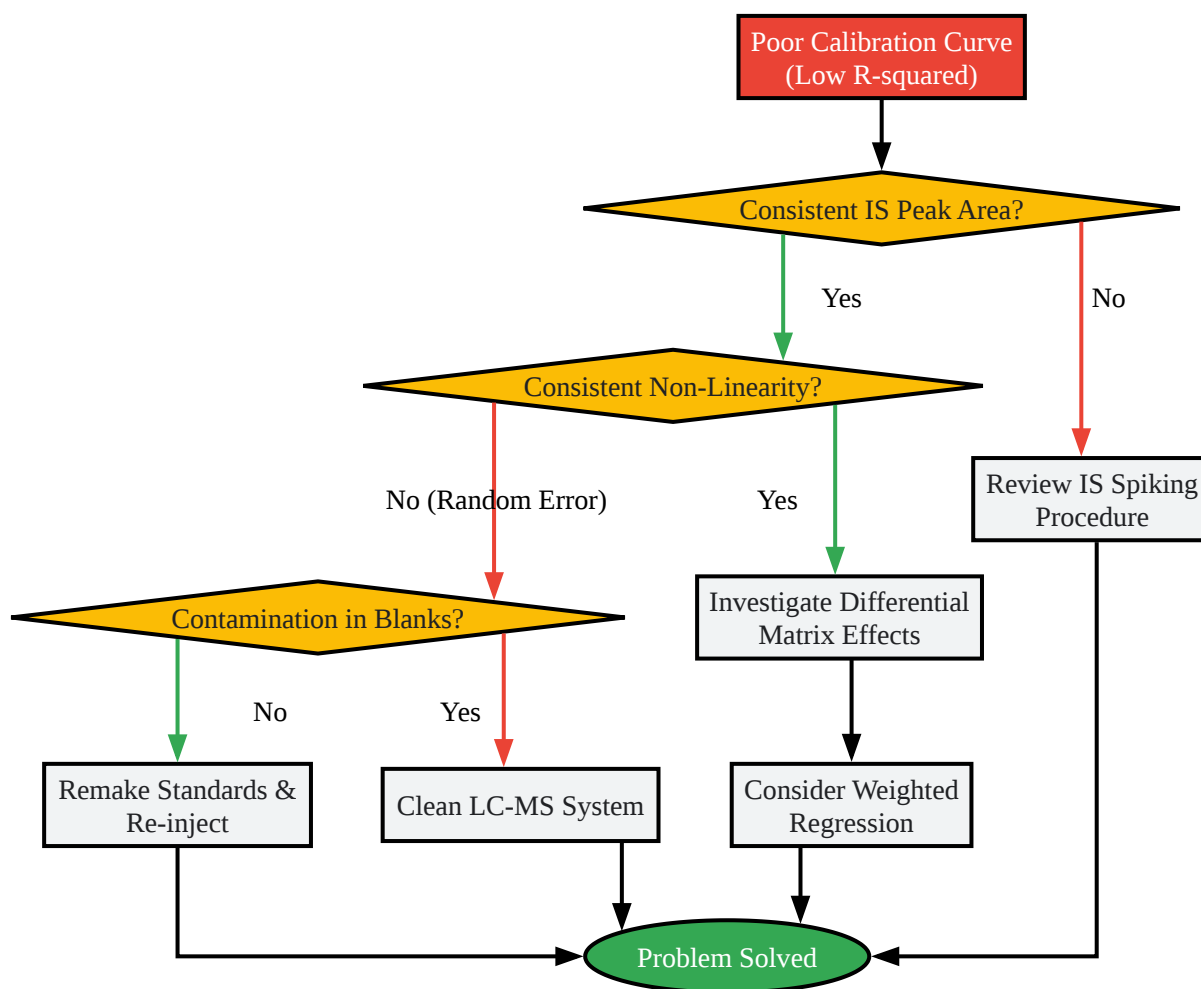 Poor Calibration Curve
(Low R-squared)
Consistent IS Peak Area?
Yes
No
Consistent Non-Linearity?
No (Random Error)
Yes
Review IS Spiking
Procedure
Contamination in Blanks?
Investigate Differential
Matrix Effects
No
Yes
Remake Standards &
Re-inject
Clean LC-MS System
Consider Weighted
Regression
Problem Solved